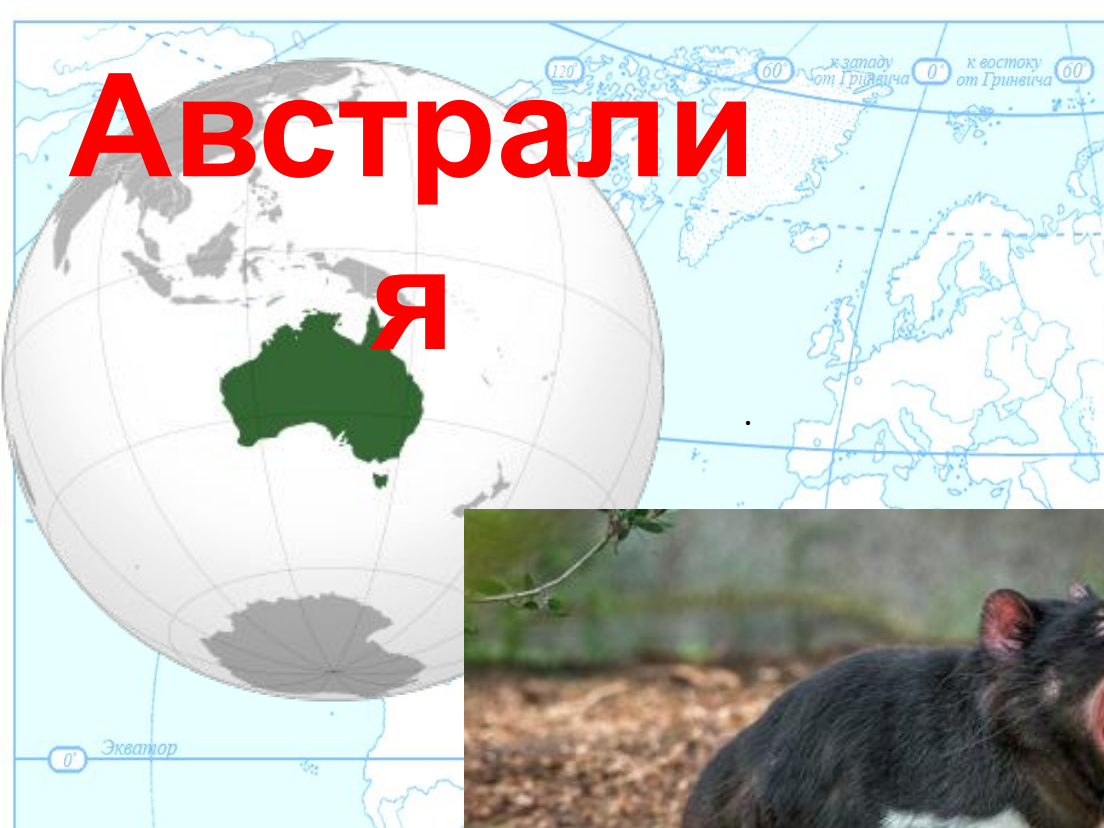 Австрали
я
120°
60°
к западу
от Гринвича
0°
к востоку
от Гринвича
60°
.
Экватор
0°